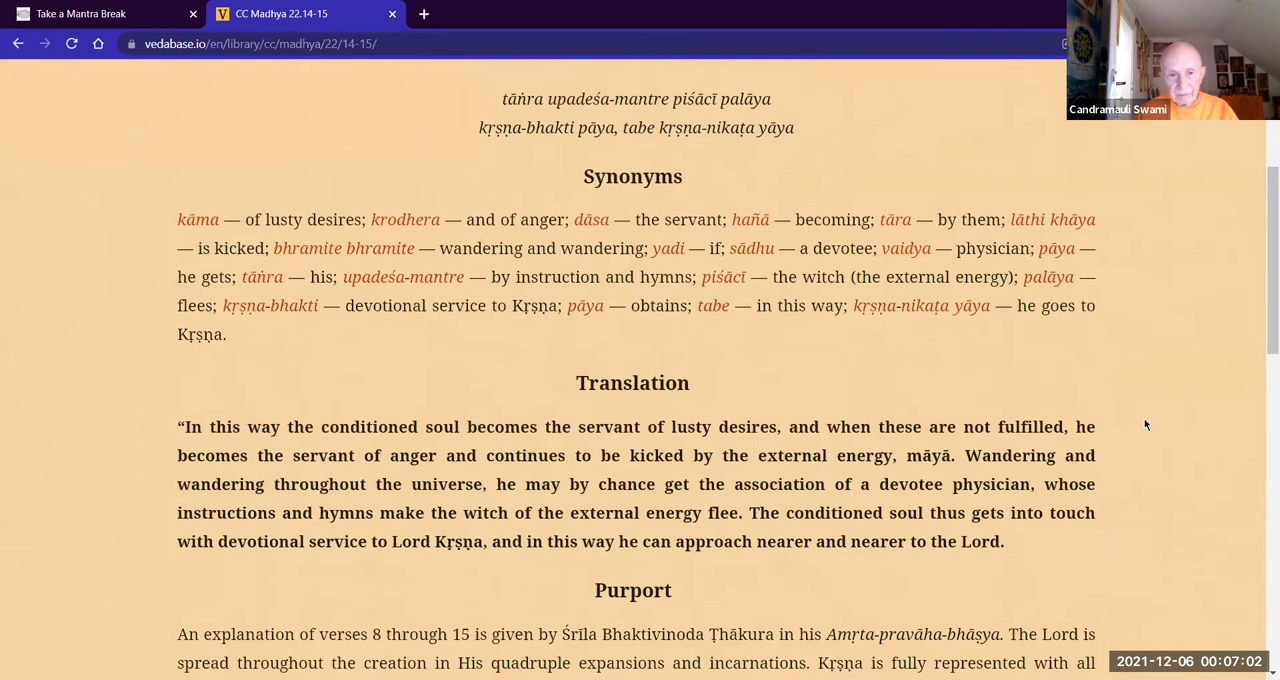 Take a Mantra Break
CC Madhya 22.14-15
vedabase.io/en/library/cc/madhya/22/14-15/
Candramauli Swami
tāṅra upadeśa-mantre piśācī palāya
kṛṣṇa-bhakti pāya, tabe kṛṣṇa-nikaṭa yāya
Synonyms
kāma — of lusty desires; krodhera — and of anger; dāsa — the servant; hañā — becoming; tāra — by them; lāthi khāya
— is kicked; bhramite bhramite — wandering and wandering; yadi — if; sādhu — a devotee; vaidya — physician; pāya —
he gets; tāṅra — his; upadeśa-mantre — by instruction and hymns; piśācī — the witch (the external energy); palāya —
flees; kṛṣṇa-bhakti — devotional service to Kṛṣṇa; pāya — obtains; tabe — in this way; kṛṣṇa-nikaṭa yāya — he goes to
Kṛṣṇa.
Translation
“In this way the conditioned soul becomes the servant of lusty desires, and when these are not fulfilled, he
becomes the servant of anger and continues to be kicked by the external energy, māyā. Wandering and
wandering throughout the universe, he may by chance get the association of a devotee physician, whose
instructions and hymns make the witch of the external energy flee. The conditioned soul thus gets into touch
with devotional service to Lord Kṛṣṇa, and in this way he can approach nearer and nearer to the Lord.
Purport
An explanation of verses 8 through 15 is given by Śrīla Bhaktivinoda Ṭhākura in his Amṛta-pravāha-bhāṣya. The Lord is
spread throughout the creation in His quadruple expansions and incarnations. Kṛṣṇa is fully represented with all
2021-12-06 00:07:02